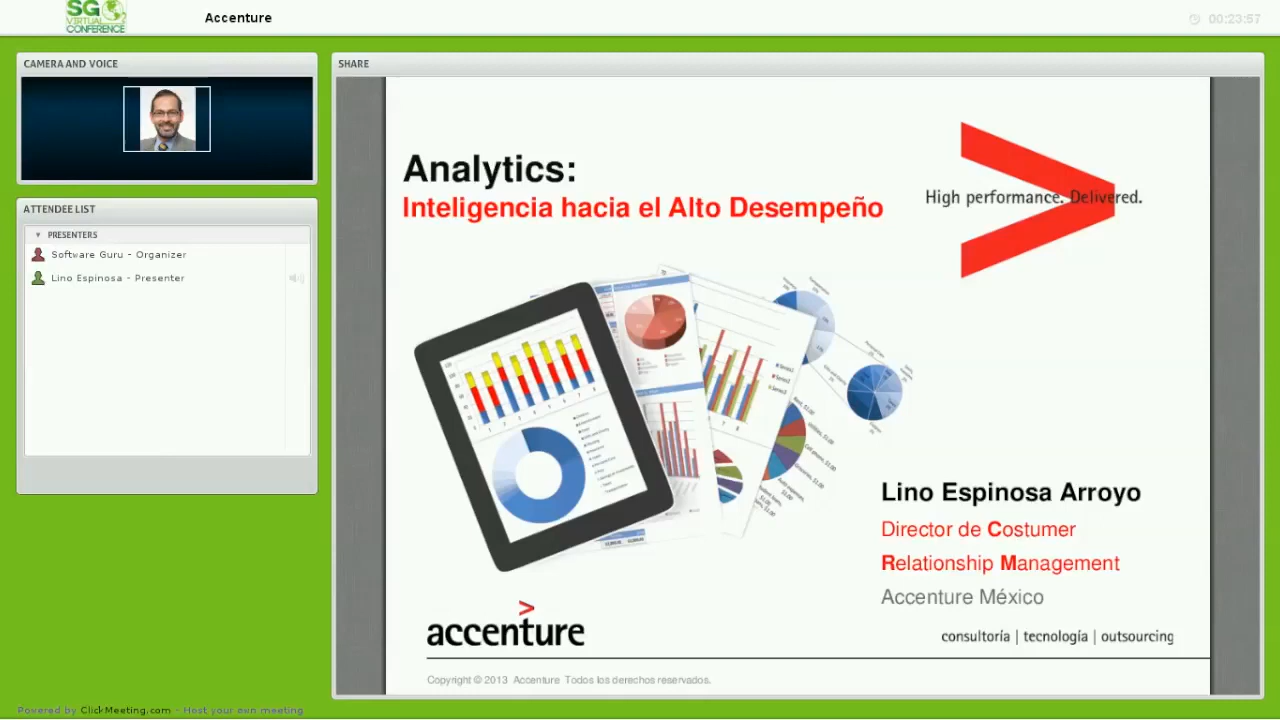 SG
VIRTUAL
CONFERENCE
Accenture
00:23:57
CAMERA AND VOICE
SHARE
ATTENDEE LIST
PRESENTERS
Software Guru - Organizer
Lino Espinosa - Presenter
Analytics:
Inteligencia hacia el Alto Desempeño
High performance. Delivered.
Lino Espinosa Arroyo
Director de Costumer
Relationship Management
Accenture México
accenture
consultoría | tecnología | outsourcing
Copyright © 2013 Accenture Todos los derechos reservados.
Powered by ClickMeeting.com - Host your own meeting